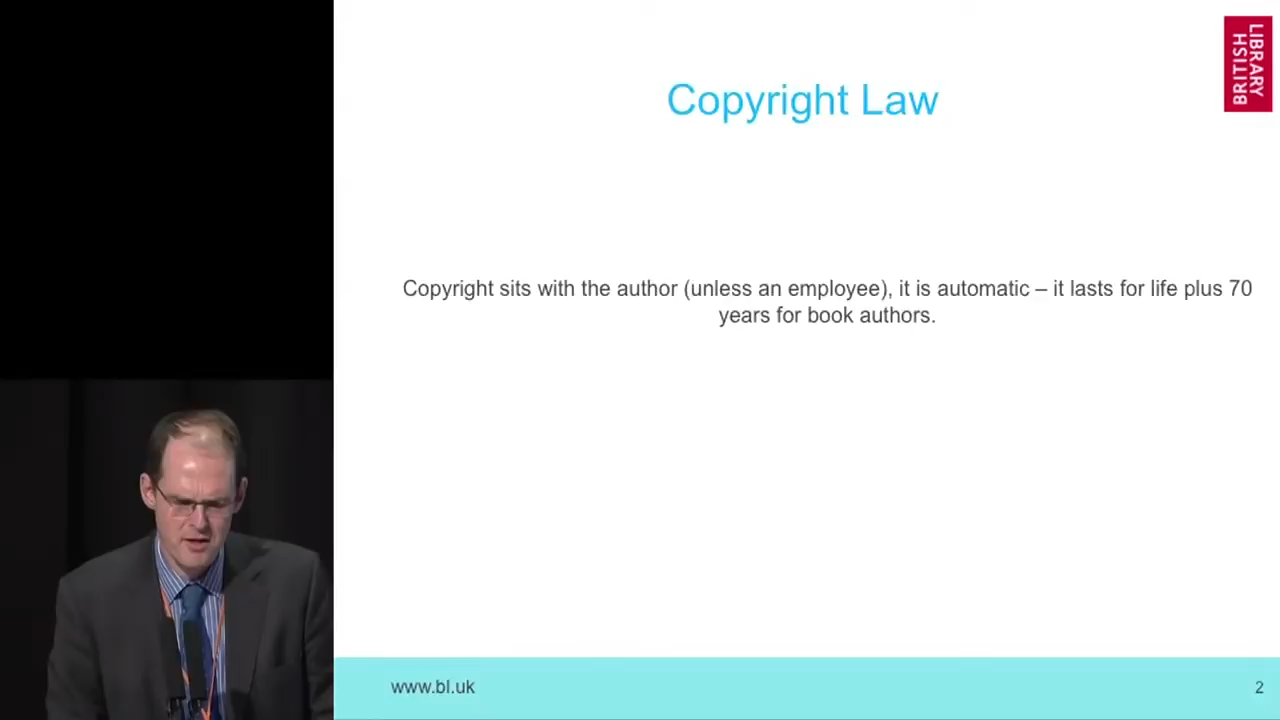 LIBRARY
BRITISH
Copyright Law
Copyright sits with the author (unless an employee), it is automatic – it lasts for life plus 70
years for book authors.
www.bl.uk
2